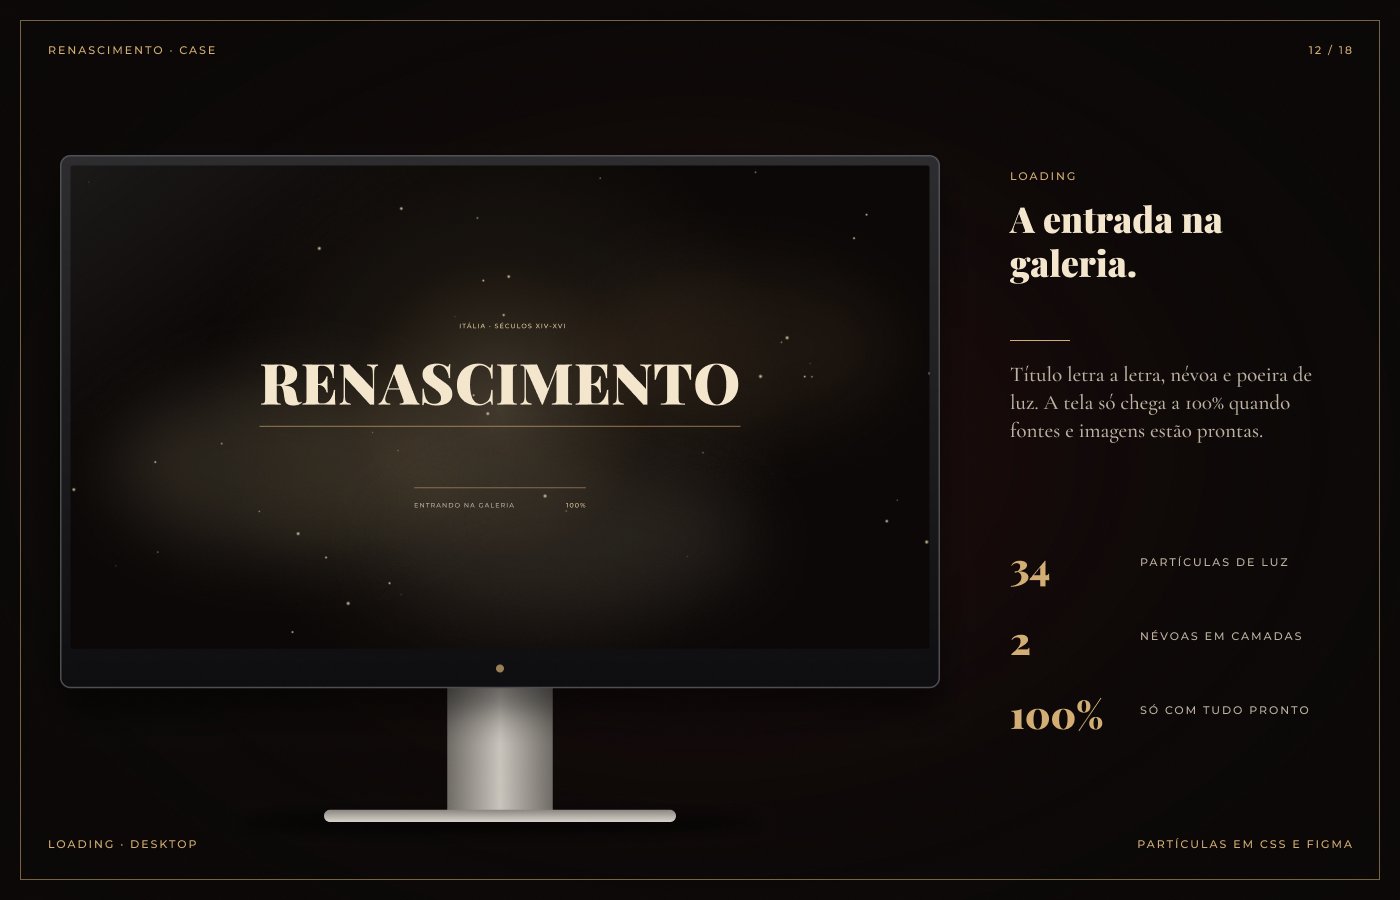 RENASCIMENTO · CASE
12 / 18
ITÁLIA · SÉCULOS XIV-XVI
RENASCIMENTO
ENTRANDO NA GALERIA 100%
LOADING
A entrada na
galeria.
Título letra a letra, névoa e poeira de
luz. A tela só chega a 100% quando
fontes e imagens estão prontas.
34 PARTÍCULAS DE LUZ
2 NÉVOAS EM CAMADAS
100% SÓ COM TUDO PRONTO
LOADING · DESKTOP
PARTÍCULAS EM CSS E FIGMA